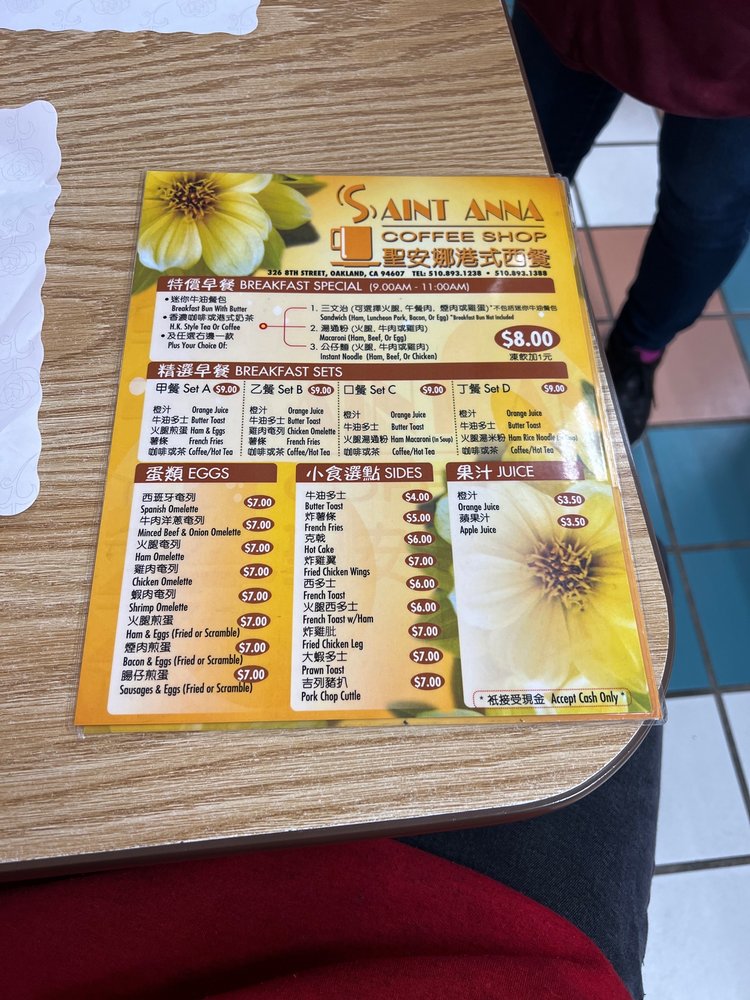 SAINT ANNA
COFFEE SHOP
聖安娜港式西餐
326 8TH STREET, OAKLAND, CA 94607 TEL: 510.893.1238 • 510.893.1388
特價早餐 BREAKFAST SPECIAL (9.00AM - 11:00AM)
• 迷你牛油餐包
Breakfast Bun With Butter
• 香濃咖啡或港式奶茶
H.K. Style Tea Or Coffee
• 及任選右邊一款
Plus Your Choice Of:
1. 三文治 (可選擇火腿, 午餐肉, 煙肉或雞蛋) *不包括迷你牛油餐包
Sandwich (Ham, Luncheon Pork, Bacon, Or Egg) *Breakfast Bun Not Included
2. 湯通粉 (火腿, 牛肉或雞肉)
Macaroni (Ham, Beef, Or Egg)
3. 公仔麵 (火腿, 牛肉或雞肉)
Instant Noodle (Ham, Beef, Or Chicken)
$8.00
凍飲加1元
精選早餐 BREAKFAST SETS
甲餐 Set A $9.00
橙汁 Orange Juice
牛油多士 Butter Toast
火腿煎蛋 Ham & Eggs
薯條 French Fries
咖啡或茶 Coffee/Hot Tea
乙餐 Set B $9.00
橙汁 Orange Juice
牛油多士 Butter Toast
雞肉奄列 Chicken Omelette
薯條 French Fries
咖啡或茶 Coffee/Hot Tea
口餐 Set C $9.00
橙汁 Orange Juice
牛油多士 Butter Toast
火腿湯通粉 Ham Macaroni (In Soup)
咖啡或茶 Coffee/Hot Tea
丁餐 Set D $9.00
橙汁 Orange Juice
牛油多士 Butter Toast
火腿湯米粉 Ham Rice Noodle
咖啡或茶 Coffee/Hot Tea
蛋類 EGGS
西班牙奄列 $7.00
Spanish Omelette
牛肉洋蔥奄列 $7.00
Minced Beef & Onion Omelette
火腿奄列 $7.00
Ham Omelette
雞肉奄列 $7.00
Chicken Omelette
蝦肉奄列 $7.00
Shrimp Omelette
火腿煎蛋 $7.00
Ham & Eggs (Fried or Scramble)
煙肉煎蛋 $7.00
Bacon & Eggs (Fried or Scramble)
腸仔煎蛋 $7.00
Sausages & Eggs (Fried or Scramble)
小食選點 SIDES
牛油多士 $4.00
Butter Toast
炸薯條 $5.00
French Fries
克戟 $6.00
Hot Cake
炸雞翼 $7.00
Fried Chicken Wings
西多士 $6.00
French Toast
火腿西多士 $6.00
French Toast w/Ham
炸雞肶 $7.00
Fried Chicken Leg
大蝦多士 $7.00
Prawn Toast
吉列豬扒 $7.00
Pork Chop Cuttle
果汁 JUICE
橙汁 $3.50
Orange Juice
蘋果汁 $3.50
Apple Juice
* 祇接受現金 Accept Cash Only *